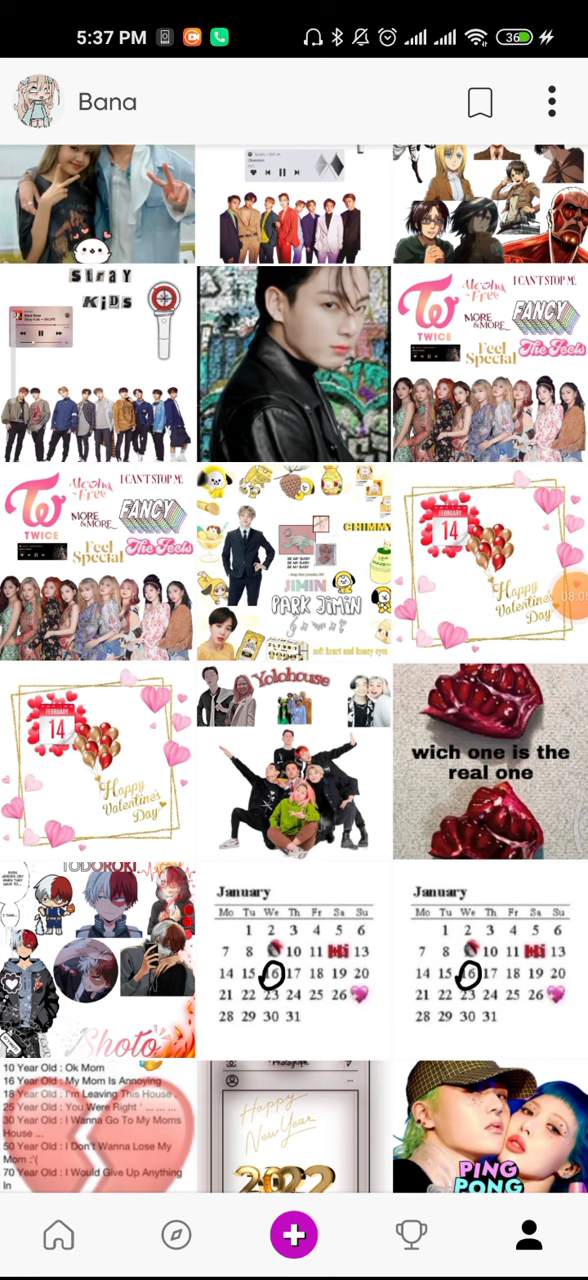 5:37 PM
36
Bana
Stray
Kids
TWICE
Alcohol
Free
I CAN'T STOP ME
MORE
&MORE
FANCY
Feel
Special
The Feels
TWICE
Alcohol
Free
I CAN'T STOP ME
MORE
&MORE
FANCY
Feel
Special
The Feels
CHIMMY
JIMIN
PARK JIMIN
soft heart and honey eyes
FEBRUARY
14
Happy
Valentine's
Day
08:05
FEBRUARY
14
Happy
Valentine's
Day
Yolohouse
wich one is the
real one
TODOROKI
Shoto
January
Mo Tu We Th Fr Sa Su
1 2 3 4 5 6
7 8 10 11 Hi 13
14 15 16 17 18 19 20
21 22 23 24 25 26
28 29 30 31
January
Mo Tu We Th Fr Sa Su
1 2 3 4 5 6
7 8 10 11 Hi 13
14 15 16 17 18 19 20
21 22 23 24 25 26
28 29 30 31
10 Year Old : Ok Mom
16 Year Old : My Mom Is Annoying
18 Year Old : I'm Leaving This House
25 Year Old : You Were Right
30 Year Old : I Wanna Go To My Moms
House ...
50 Year Old : I Don't Wanna Lose My
Mom :'(
70 Year Old : I Would Give Up Anything
In
Photograph
Happy
New Year
2022
PING
PONG